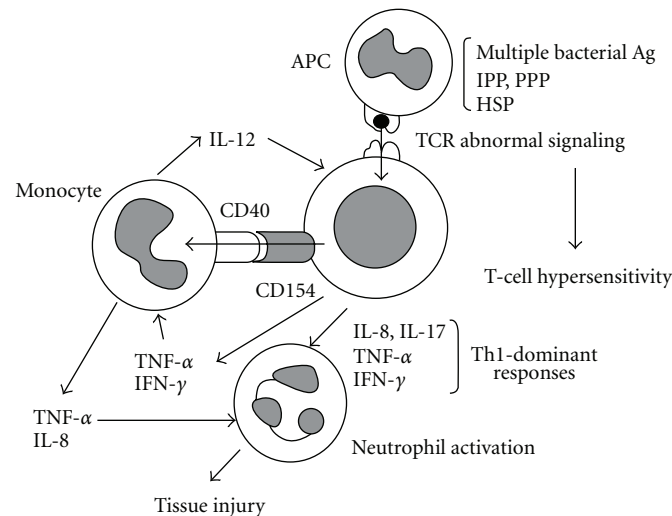 APC
Multiple bacterial Ag
IPP, PPP
HSP
TCR abnormal signaling
IL-12
Monocyte
CD40
CD154
T-cell hypersensitivity
IL-8, IL-17
TNF-α
IFN-γ
Th1-dominant
responses
TNF-α
IFN-γ
TNF-α
IL-8
Neutrophil activation
Tissue injury